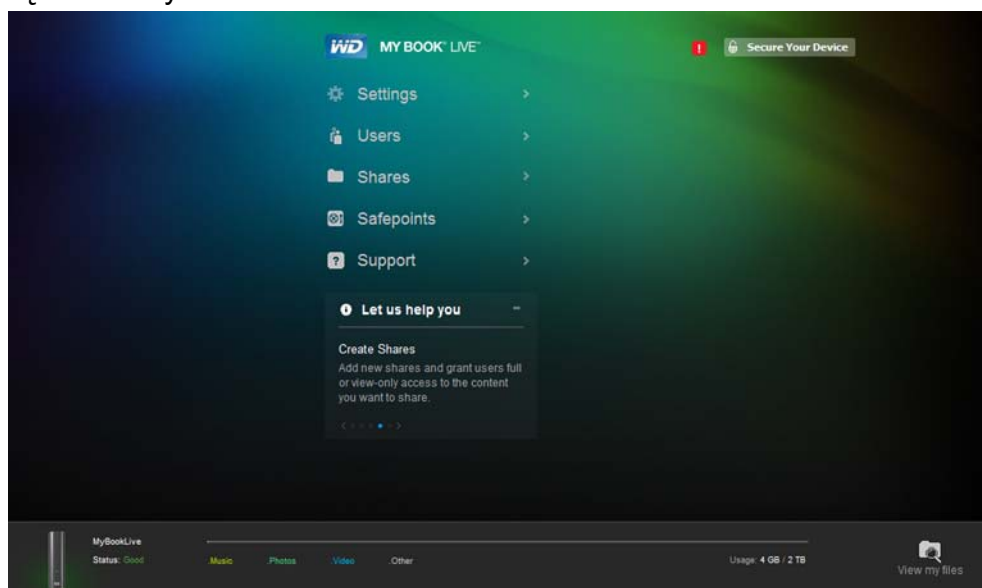 WD MY BOOK™ LIVE™
! Secure Your Device
Settings
Users
Shares
Safepoints
? Support
Let us help you
Create Shares
Add new shares and grant users full
or view-only access to the content
you want to share.
MyBookLive
Status: Good
.Music .Photos .Video .Other
Usage: 4 GB / 2 TB
View my files